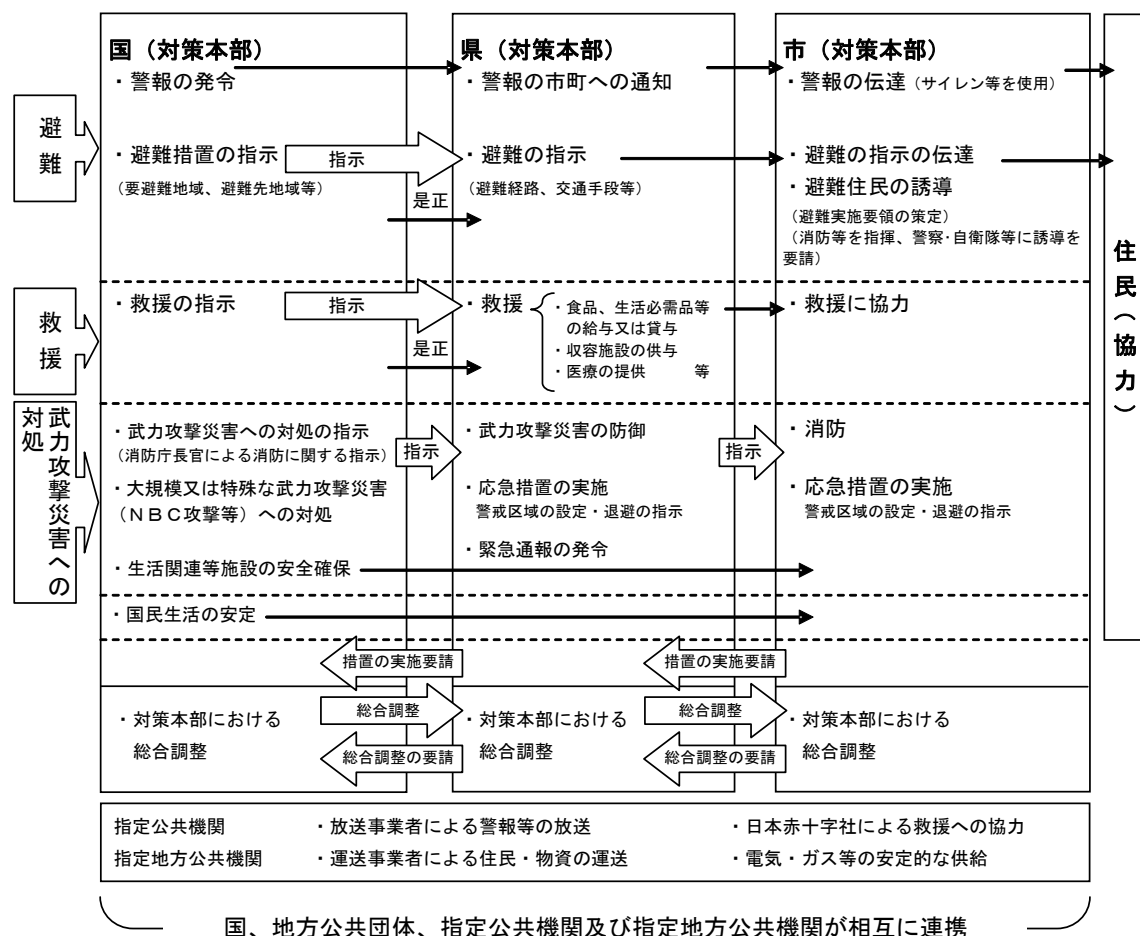 国（対策本部）
・警報の発令
・避難措置の指示
（要避難地域、避難先地域等）
・救援の指示
・武力攻撃災害への対処の指示
（消防庁長官による消防に関する指示）
・大規模又は特殊な武力攻撃災害
（ＮＢＣ攻撃等）への対処
・生活関連等施設の安全確保
・国民生活の安定
・対策本部における
総合調整
指示
是正
指示
是正
指示
措置の実施要請
総合調整
総合調整の要請
県（対策本部）
・警報の市町への通知
・避難の指示
（避難経路、交通手段等）
・救援
・食品、生活必需品等
の給与又は貸与
・収容施設の供与
・医療の提供　等
・武力攻撃災害の防御
・応急措置の実施
警戒区域の設定・退避の指示
・緊急通報の発令
・対策本部における
総合調整
指示
措置の実施要請
総合調整
総合調整の要請
市（対策本部）
・警報の伝達（サイレン等を使用）
・避難の指示の伝達
・避難住民の誘導
（避難実施要領の策定）
（消防等を指揮、警察・自衛隊等に誘導を
要請）
・救援に協力
・消防
・応急措置の実施
警戒区域の設定・退避の指示
・対策本部における
総合調整
避難
救援
武力攻撃災害への
対処
住民（協力）
指定公共機関　・放送事業者による警報等の放送　・日本赤十字社による救援への協力
指定地方公共機関　・運送事業者による住民・物資の運送　・電気・ガス等の安定的な供給
国、地方公共団体、指定公共機関及び指定地方公共機関が相互に連携